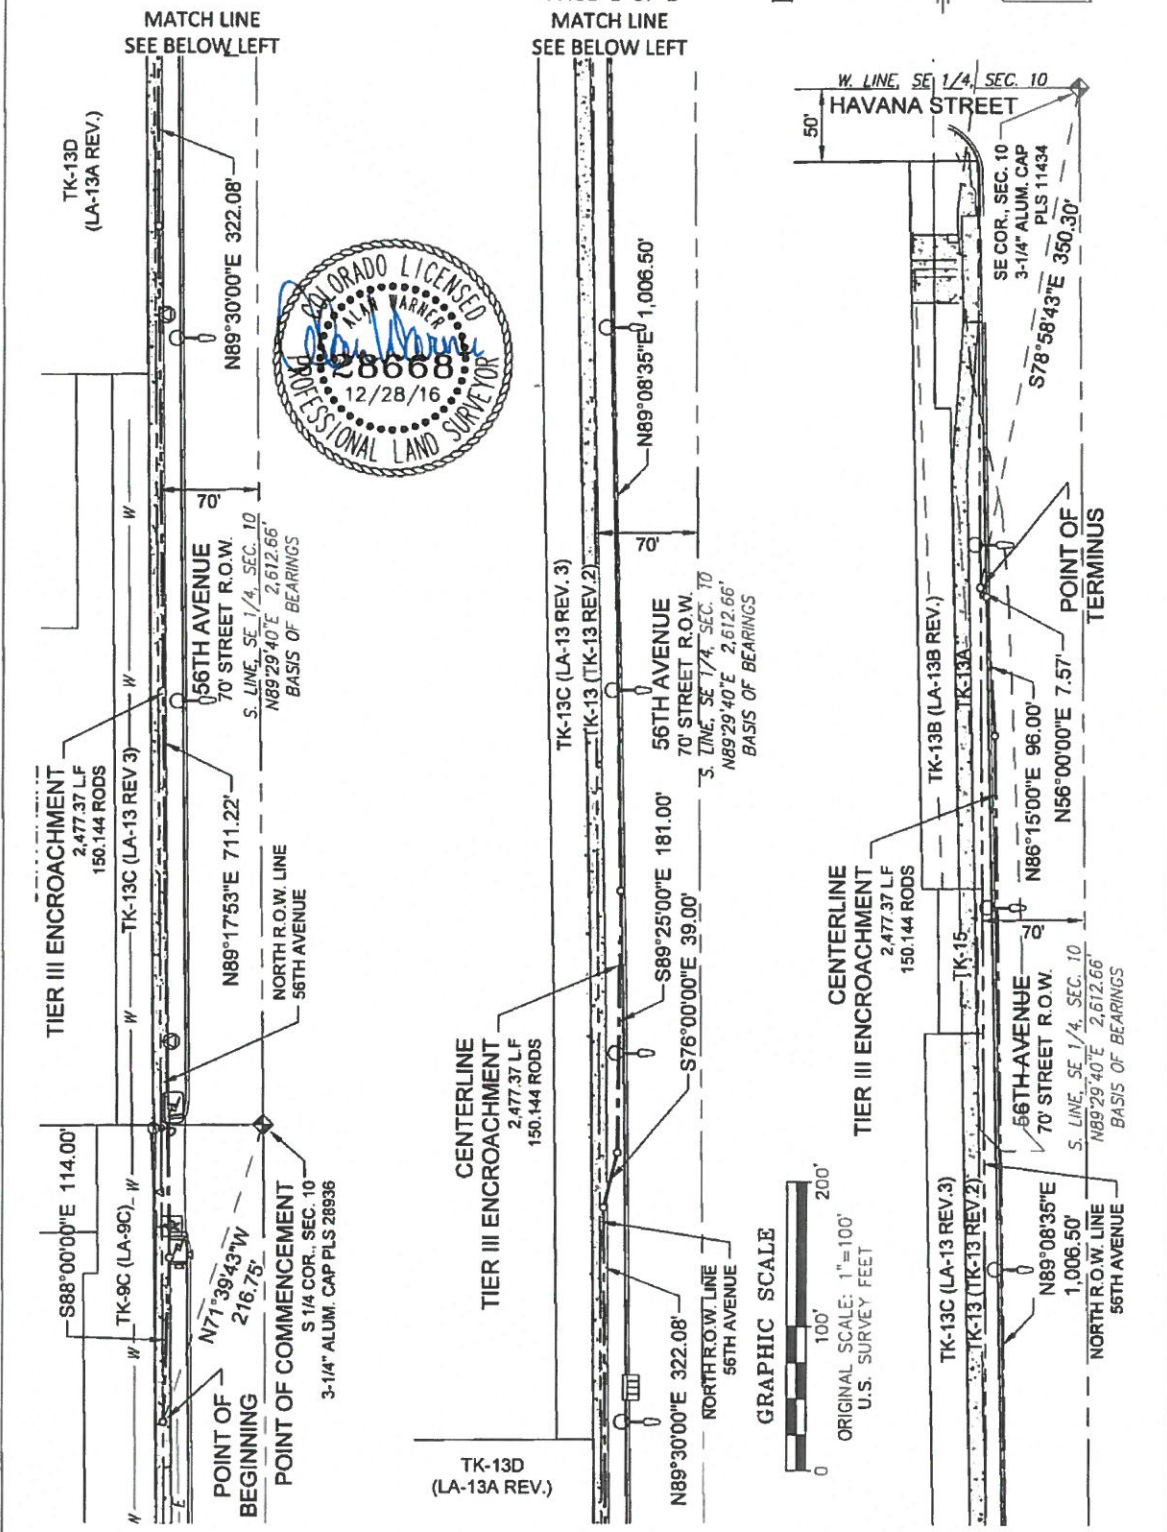 MATCH LINE
SEE BELOW LEFT
TK-13D
(LA-13A REV.)
N89°30'00"E 322.08'
70'
56TH AVENUE
70' STREET R.O.W.
S. LINE, SE 1/4, SEC. 10
N89°29'40"E 2,612.66'
BASIS OF BEARINGS
TIER III ENCROACHMENT
2,477.37 L.F
150.144 RODS
TK-13C (LA-13 REV 3)
W
W
W
W
N89°17'53"E 711.22'
NORTH R.O.W. LINE
56TH AVENUE
S88°00'00"E 114.00'
TK-9C (LA-9C)
W
W
N71°39'43"W
216.75'
POINT OF
BEGINNING
POINT OF COMMENCEMENT
S 1/4 COR., SEC. 10
3-1/4" ALUM. CAP PLS 28936
E
COLORADO LICENSED
ALAN WARNER
28668
12/28/16
PROFESSIONAL LAND SURVEYOR
MATCH LINE
SEE BELOW LEFT
N89°08'35"E 1,006.50'
70'
TK-13C (LA-13 REV. 3)
TK-13 (TK-13 REV.2)
56TH AVENUE
70' STREET R.O.W.
S. LINE, SE 1/4, SEC. 10
N89°29'40"E 2,612.66'
BASIS OF BEARINGS
S89°25'00"E 181.00'
S76°00'00"E 39.00'
CENTERLINE
TIER III ENCROACHMENT
2,477.37 L.F
150.144 RODS
N89°30'00"E 322.08'
NORTH R.O.W. LINE
56TH AVENUE
TK-13D
(LA-13A REV.)
GRAPHIC SCALE
0
100'
200'
ORIGINAL SCALE: 1"=100'
U.S. SURVEY FEET
W. LINE, SE 1/4, SEC. 10
HAVANA STREET
50'
SE COR., SEC. 10
3-1/4" ALUM. CAP
PLS 11434
S78°58'43"E 350.30'
POINT OF
TERMINUS
TK-13B (LA-13B REV.)
TK-13A
N56°00'00"E 7.57'
N86°15'00"E 96.00'
CENTERLINE
TIER III ENCROACHMENT
2,477.37 L.F
150.144 RODS
TK-15
70'
56TH AVENUE
70' STREET R.O.W.
S. LINE, SE 1/4, SEC. 10
N89°29'40"E 2,612.66'
BASIS OF BEARINGS
TK-13C (LA-13 REV.3)
TK-13 (TK-13 REV.2)
N89°08'35"E
1,006.50'
NORTH R.O.W. LINE
56TH AVENUE